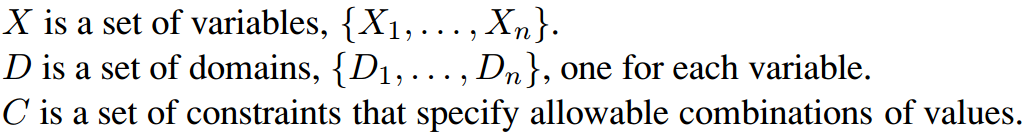 X is a set of variables, {X₁, . . . , Xₙ}.
D is a set of domains, {D₁, . . . , Dₙ}, one for each variable.
C is a set of constraints that specify allowable combinations of values.